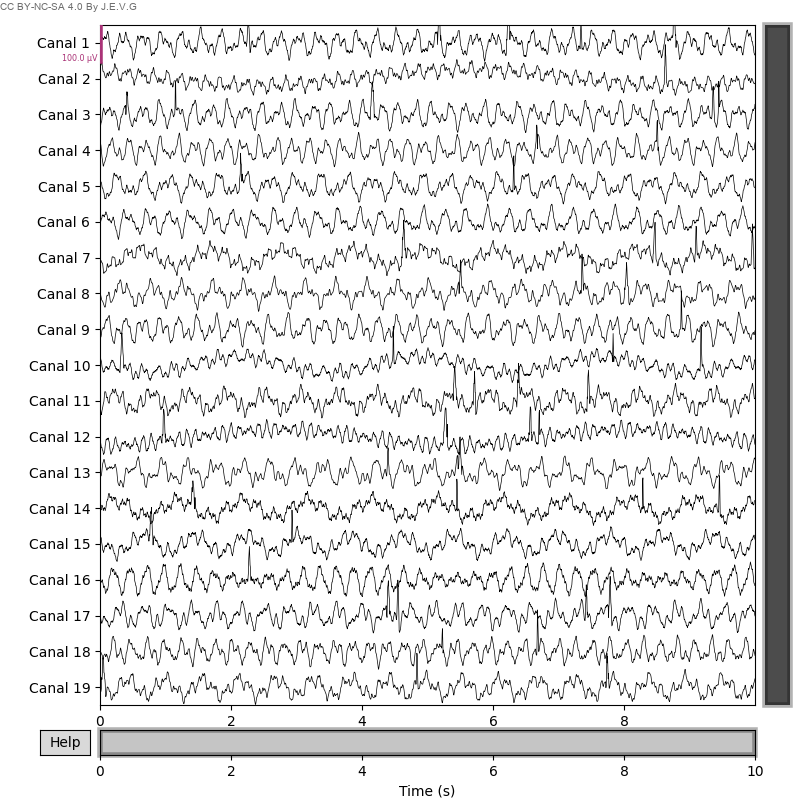 CC BY-NC-SA 4.0 By J.E.V.G
Canal 1
100.0 µV
Canal 2
Canal 3
Canal 4
Canal 5
Canal 6
Canal 7
Canal 8
Canal 9
Canal 10
Canal 11
Canal 12
Canal 13
Canal 14
Canal 15
Canal 16
Canal 17
Canal 18
Canal 19
0 2 4 6 8
Help
0 2 4 6 8 10
Time (s)